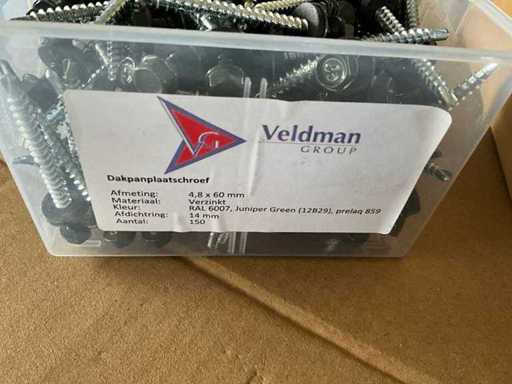 Veldman
GROUP
Dakpanplaatschroef
Afmeting: 4,8 x 60 mm
Materiaal: Verzinkt
Kleur: RAL 6007, Juniper Green (12B29), prelaq 859
Afdichtring: 14 mm
Aantal: 150